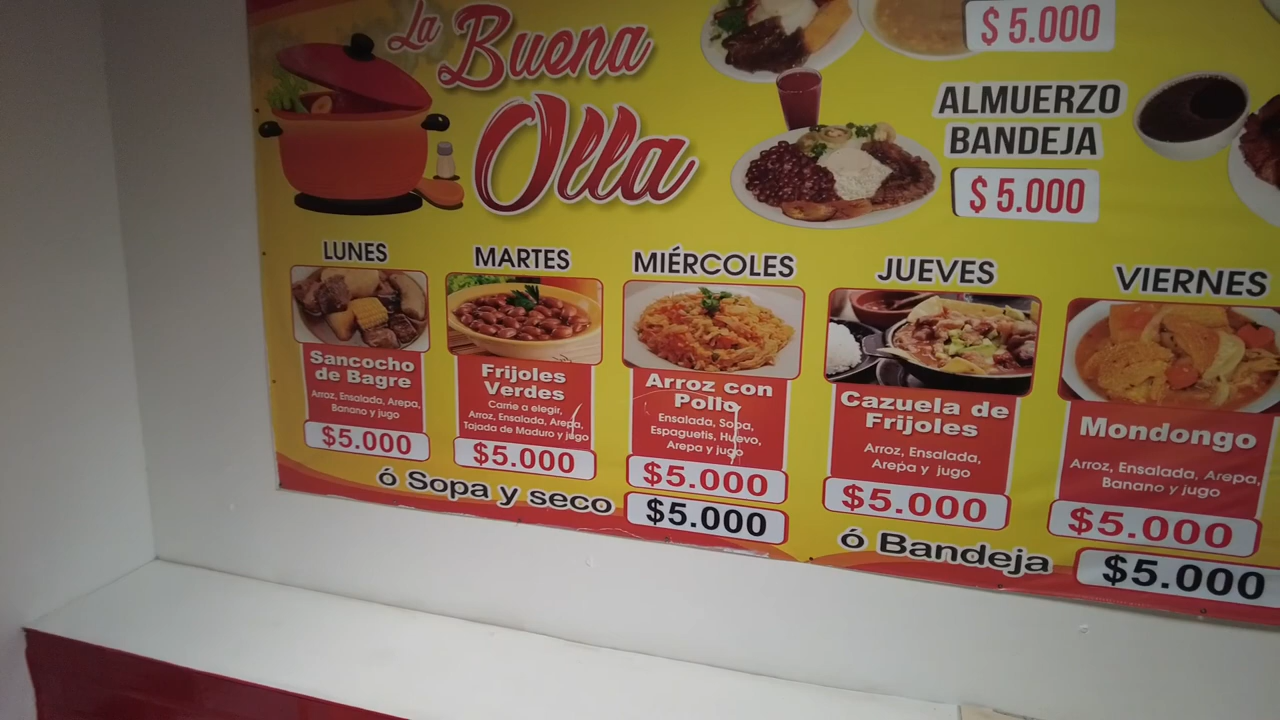 La
Buena
Olla
$ 5.000
ALMUERZO
BANDEJA
$ 5.000
LUNES
Sancocho
de Bagre
Arroz, Ensalada, Arepa,
Banano y jugo
$5.000
MARTES
Frijoles
Verdes
Carne a elegir,
Arroz, Ensalada, Arepa,
Tajada de Maduro y jugo
$5.000
MIÉRCOLES
Arroz con
Pollo
Ensalada, Sopa,
Espaguetis, Huevo,
Arepa y jugo
$5.000
JUEVES
Cazuela de
Frijoles
Arroz, Ensalada,
Arepa y jugo
$5.000
VIERNES
Mondongo
Arroz, Ensalada, Arepa,
Banano y jugo
$5.000
ó Sopa y seco $5.000
ó Bandeja $5.000